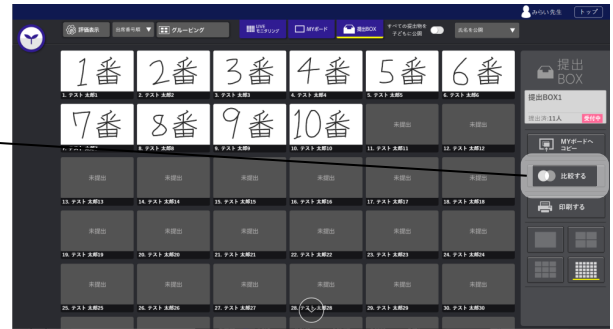 みらい先生 トップ
評価表示 出席番号順 ▼ グルーピング LIVE モニタリング MYボード 提出BOX すべての提出物を子どもに公開 氏名を公開 ▼
1番 2番 3番 4番 5番 6番
1. テスト 太郎1 2. テスト 太郎2 3. テスト 太郎3 4. テスト 太郎4 5. テスト 太郎5 6. テスト 太郎6
7番 8番 9番 10番 未提出 未提出
7. テスト 太郎7 8. テスト 太郎8 9. テスト 太郎9 10. テスト 太郎10 11. テスト 太郎11 12. テスト 太郎12
未提出 未提出 未提出 未提出 未提出 未提出
13. テスト 太郎13 14. テスト 太郎14 15. テスト 太郎15 16. テスト 太郎16 17. テスト 太郎17 18. テスト 太郎18
未提出 未提出 未提出 未提出 未提出 未提出
19. テスト 太郎19 20. テスト 太郎20 21. テスト 太郎21 22. テスト 太郎22 23. テスト 太郎23 24. テスト 太郎24
未提出 未提出 未提出 未提出 未提出 未提出
25. テスト 太郎25 26. テスト 太郎26 27. テスト 太郎27 28. テスト 太郎28 29. テスト 太郎29 30. テスト 太郎30
提出
BOX
提出BOX1
提出済:11人 受付中
MYボードへ
コピー
比較する
印刷する